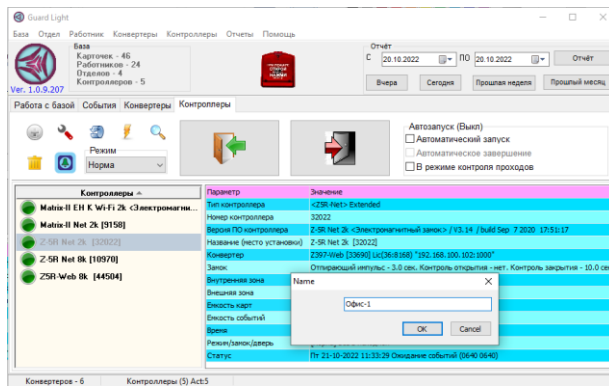 Guard Light
База Отдел Работник Конвертеры Контроллеры Отчеты Помощь
База
Карточек - 46
Работников - 24
Отделов - 4
Контроллеров - 5
Ver. 1.0.9.207
Отчёт
С 20.10.2022 ПО 20.10.2022 Отчёт
Вчера Сегодня Прошлая неделя Прошлый месяц
Работа с базой События Конвертеры Контроллеры
Режим
Норма
Автозапуск (Выкл)
Автоматический запуск
Автоматическое завершение
В режиме контроля проходов
Контроллеры
Matrix-II EH K Wi-Fi 2k <Электромагни...
Matrix-II Net 2k [9158]
Z-5R Net 2k [32022]
Z-5R Net 8k [10970]
Z5R-Web 8k [44504]
Параметр Значение
Тип контроллера <Z5R-Net> Extended
Номер контроллера 32022
Версия ПО контроллера Z-5R Net 2k <Электромагнитный замок> / V3.14 / build Sep 7 2020 17:51:17
Название (место установки) Z-5R Net 2k [32022]
Конвертер Z397-Web [33690] Lic(36:8168) "192.168.100.102:1000"
Замок Отпирающий импульс - 3.0 сек. Контроль открытия - нет. Контроль закрытия - 10.0 сек
Внутренняя зона
Внешняя зона
Емкость карт
Емкость событий
Время
Режим/замок/дверь
Статус Пт 21-10-2022 11:33:29 Ожидание событий (0640 0640)
Name
Офис-1
OK Cancel
Конвертеров - 6 Контроллеры (5) Act:5